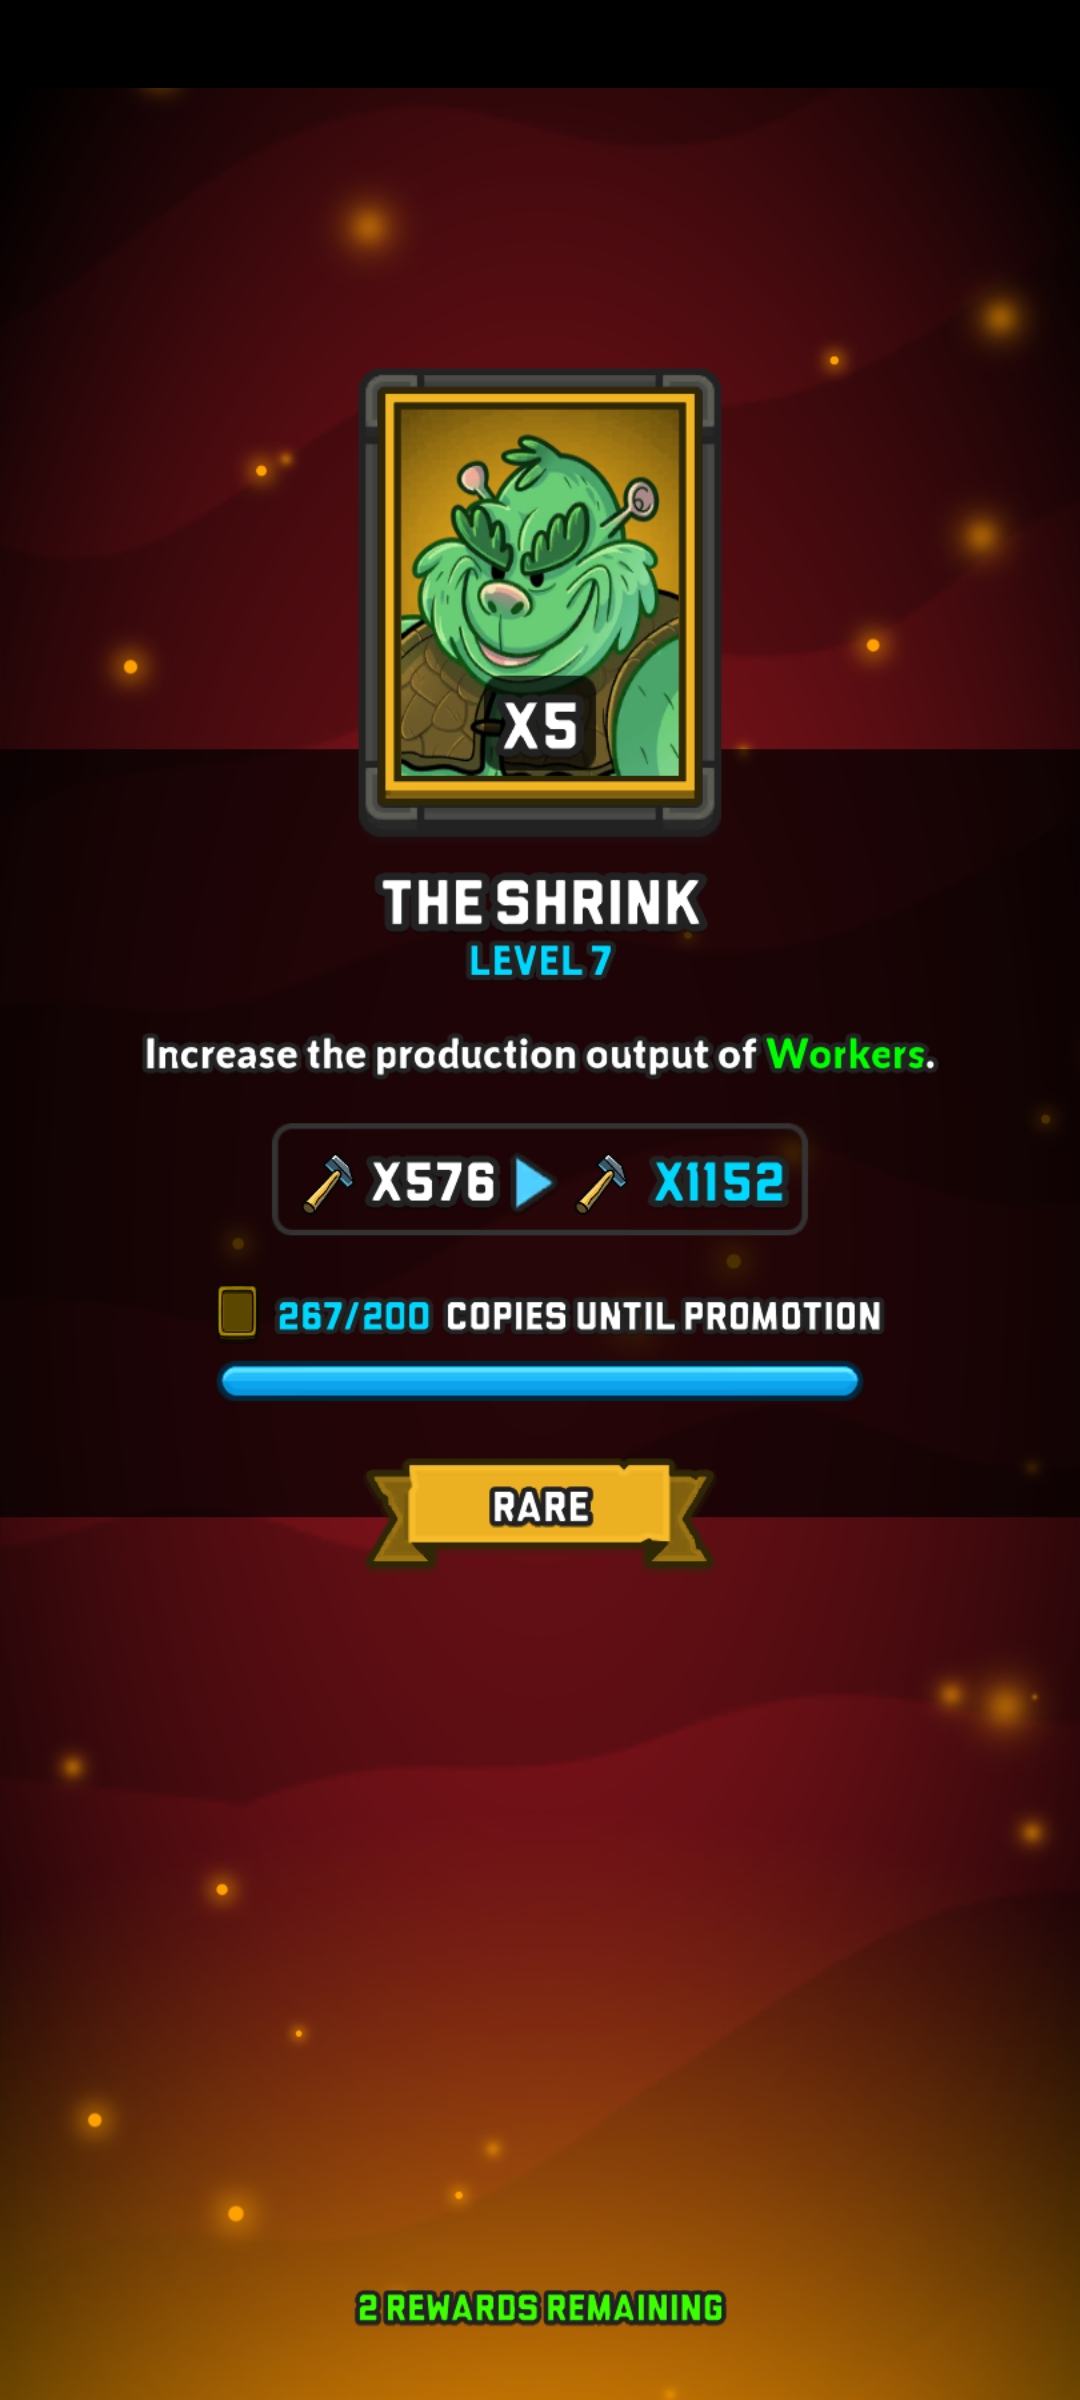 X5
THE SHRINK
LEVEL 7
Increase the production output of Workers.
X576 X1152
267/200 COPIES UNTIL PROMOTION
RARE
2 REWARDS REMAINING